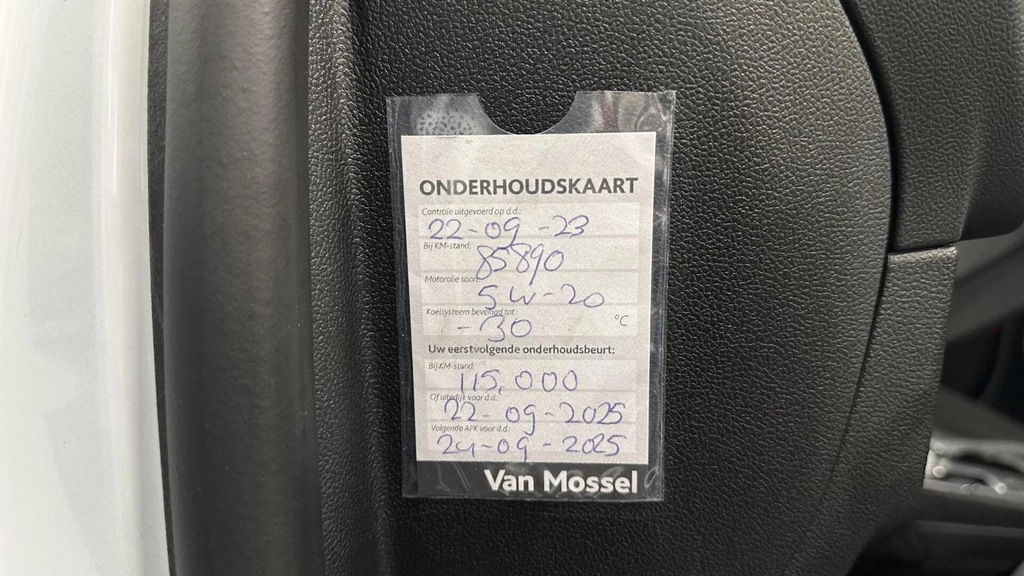 ONDERHOUDSKAART
Controle uitgevoerd op d.d.:
22-09-23
Bij KM-stand:
85890
Motorolie soort:
5W-20
Koelsysteem beveiligd tot:
-30 °C
Uw eerstvolgende onderhoudsbeurt:
Bij KM-stand:
115,000
Of uiterlijk voor d.d.:
22-09-2025
Volgende APK voor d.d.:
24-09-2025
Van Mossel